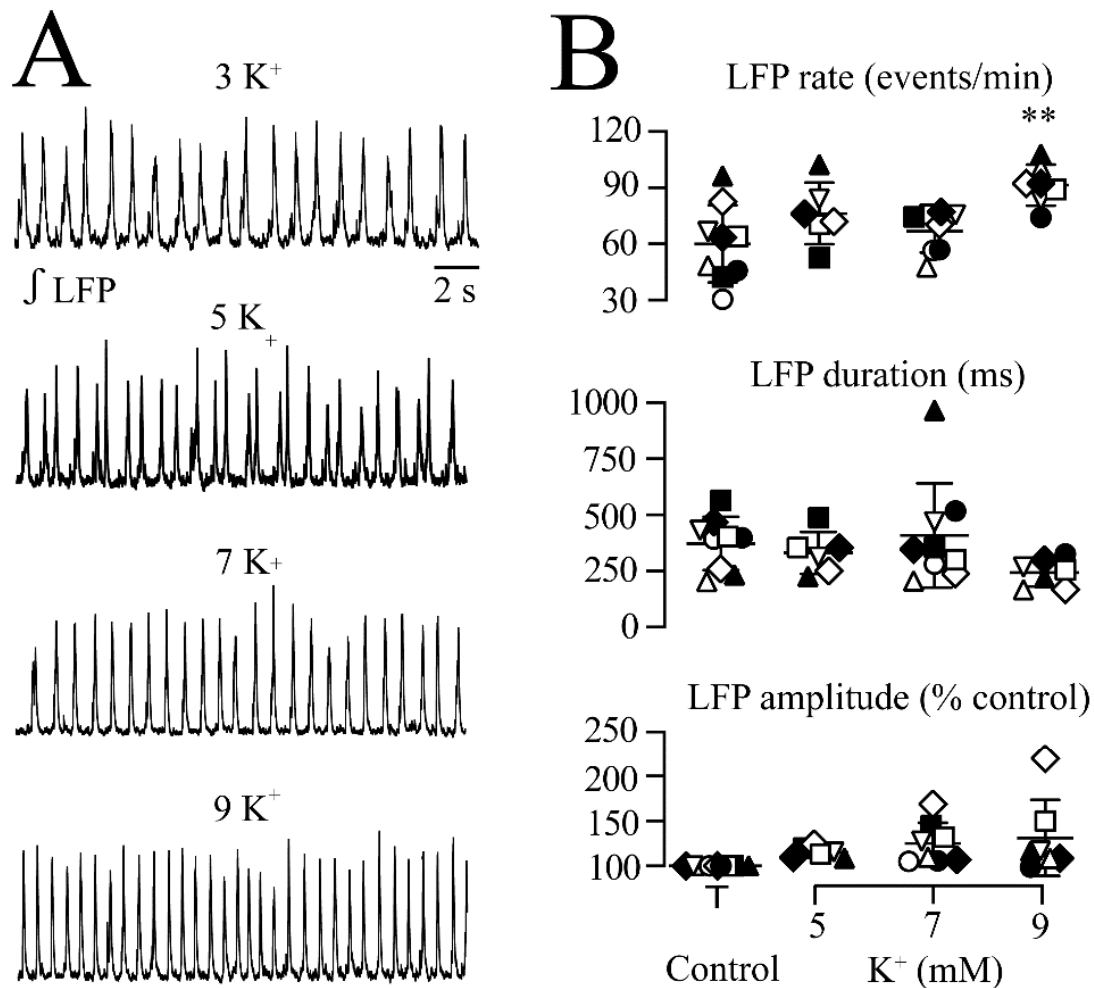 A
3 K⁺
∫ LFP
2 s
5 K₊
7 K₊
9 K⁺
B
LFP rate (events/min)
**
120
90
60
30
LFP duration (ms)
1000
750
500
250
0
LFP amplitude (% control)
250
200
150
100
5 7 9
Control K⁺ (mM)